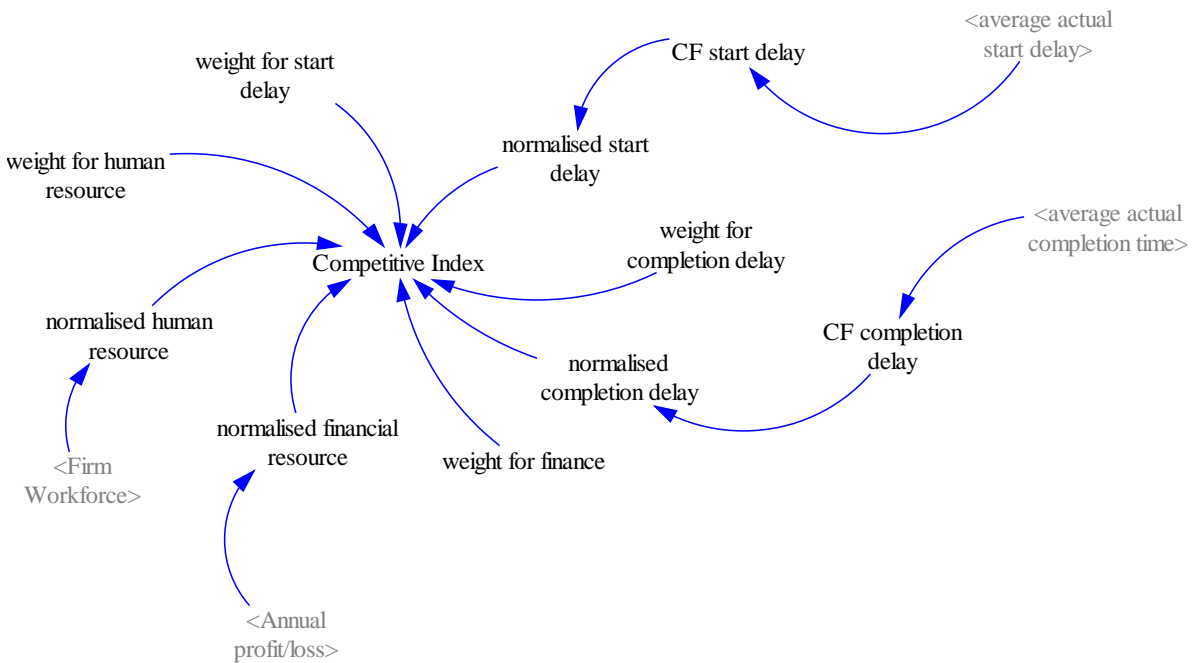 <average actual
start delay>
CF start delay
weight for start
delay
normalised start
delay
weight for human
resource
<average actual
completion time>
weight for
completion delay
Competitive Index
normalised human
resource
CF completion
delay
normalised
completion delay
normalised financial
resource
weight for finance
<Firm
Workforce>
<Annual
profit/loss>